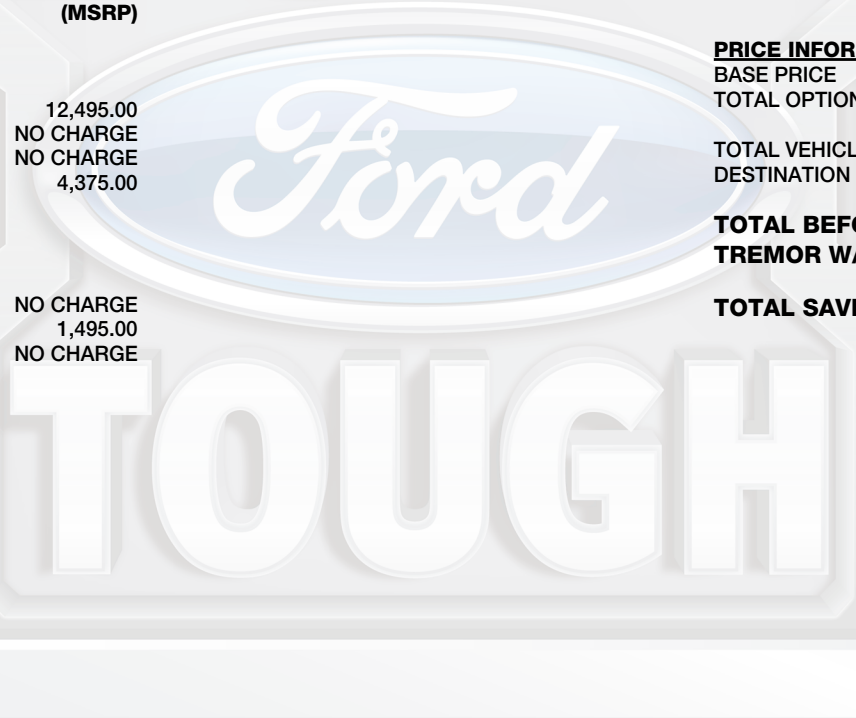 (MSRP)
12,495.00
NO CHARGE
NO CHARGE
4,375.00
NO CHARGE
1,495.00
NO CHARGE
PRICE INFOR
BASE PRICE
TOTAL OPTION
TOTAL VEHICL
DESTINATION
TOTAL BEFO
TREMOR WA
TOTAL SAVI
Ford
TOUGH